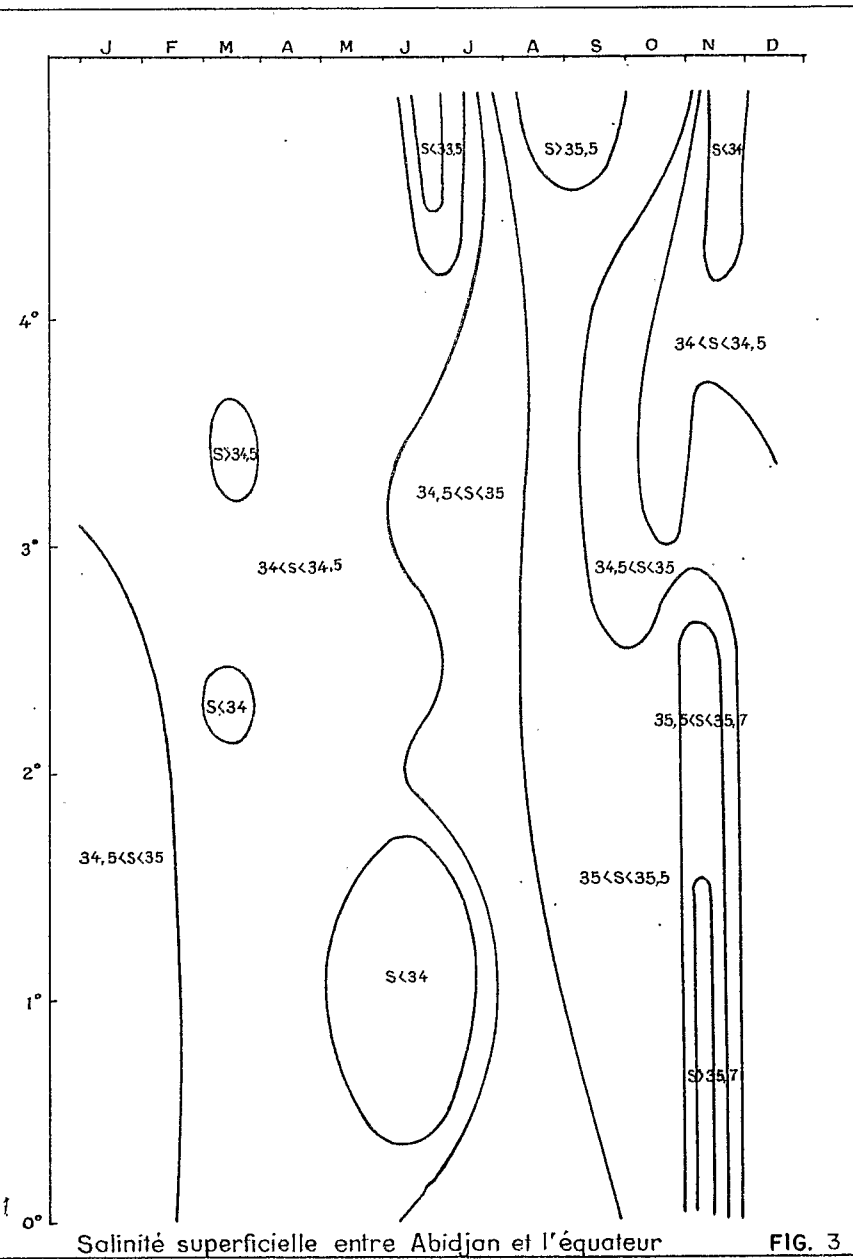 J F M A M J J A S O N D
S<33,5
S>35,5
S<34
4°
34<S<34,5
S>34,5
34,5<S<35
3°
34<S<34,5
34,5<S<35
S<34
35,5<S<35,7
2°
34,5<S<35
35<S<35,5
S<34
1°
S>35,7
0°
Salinité superficielle entre Abidjan et l'équateur FIG. 3